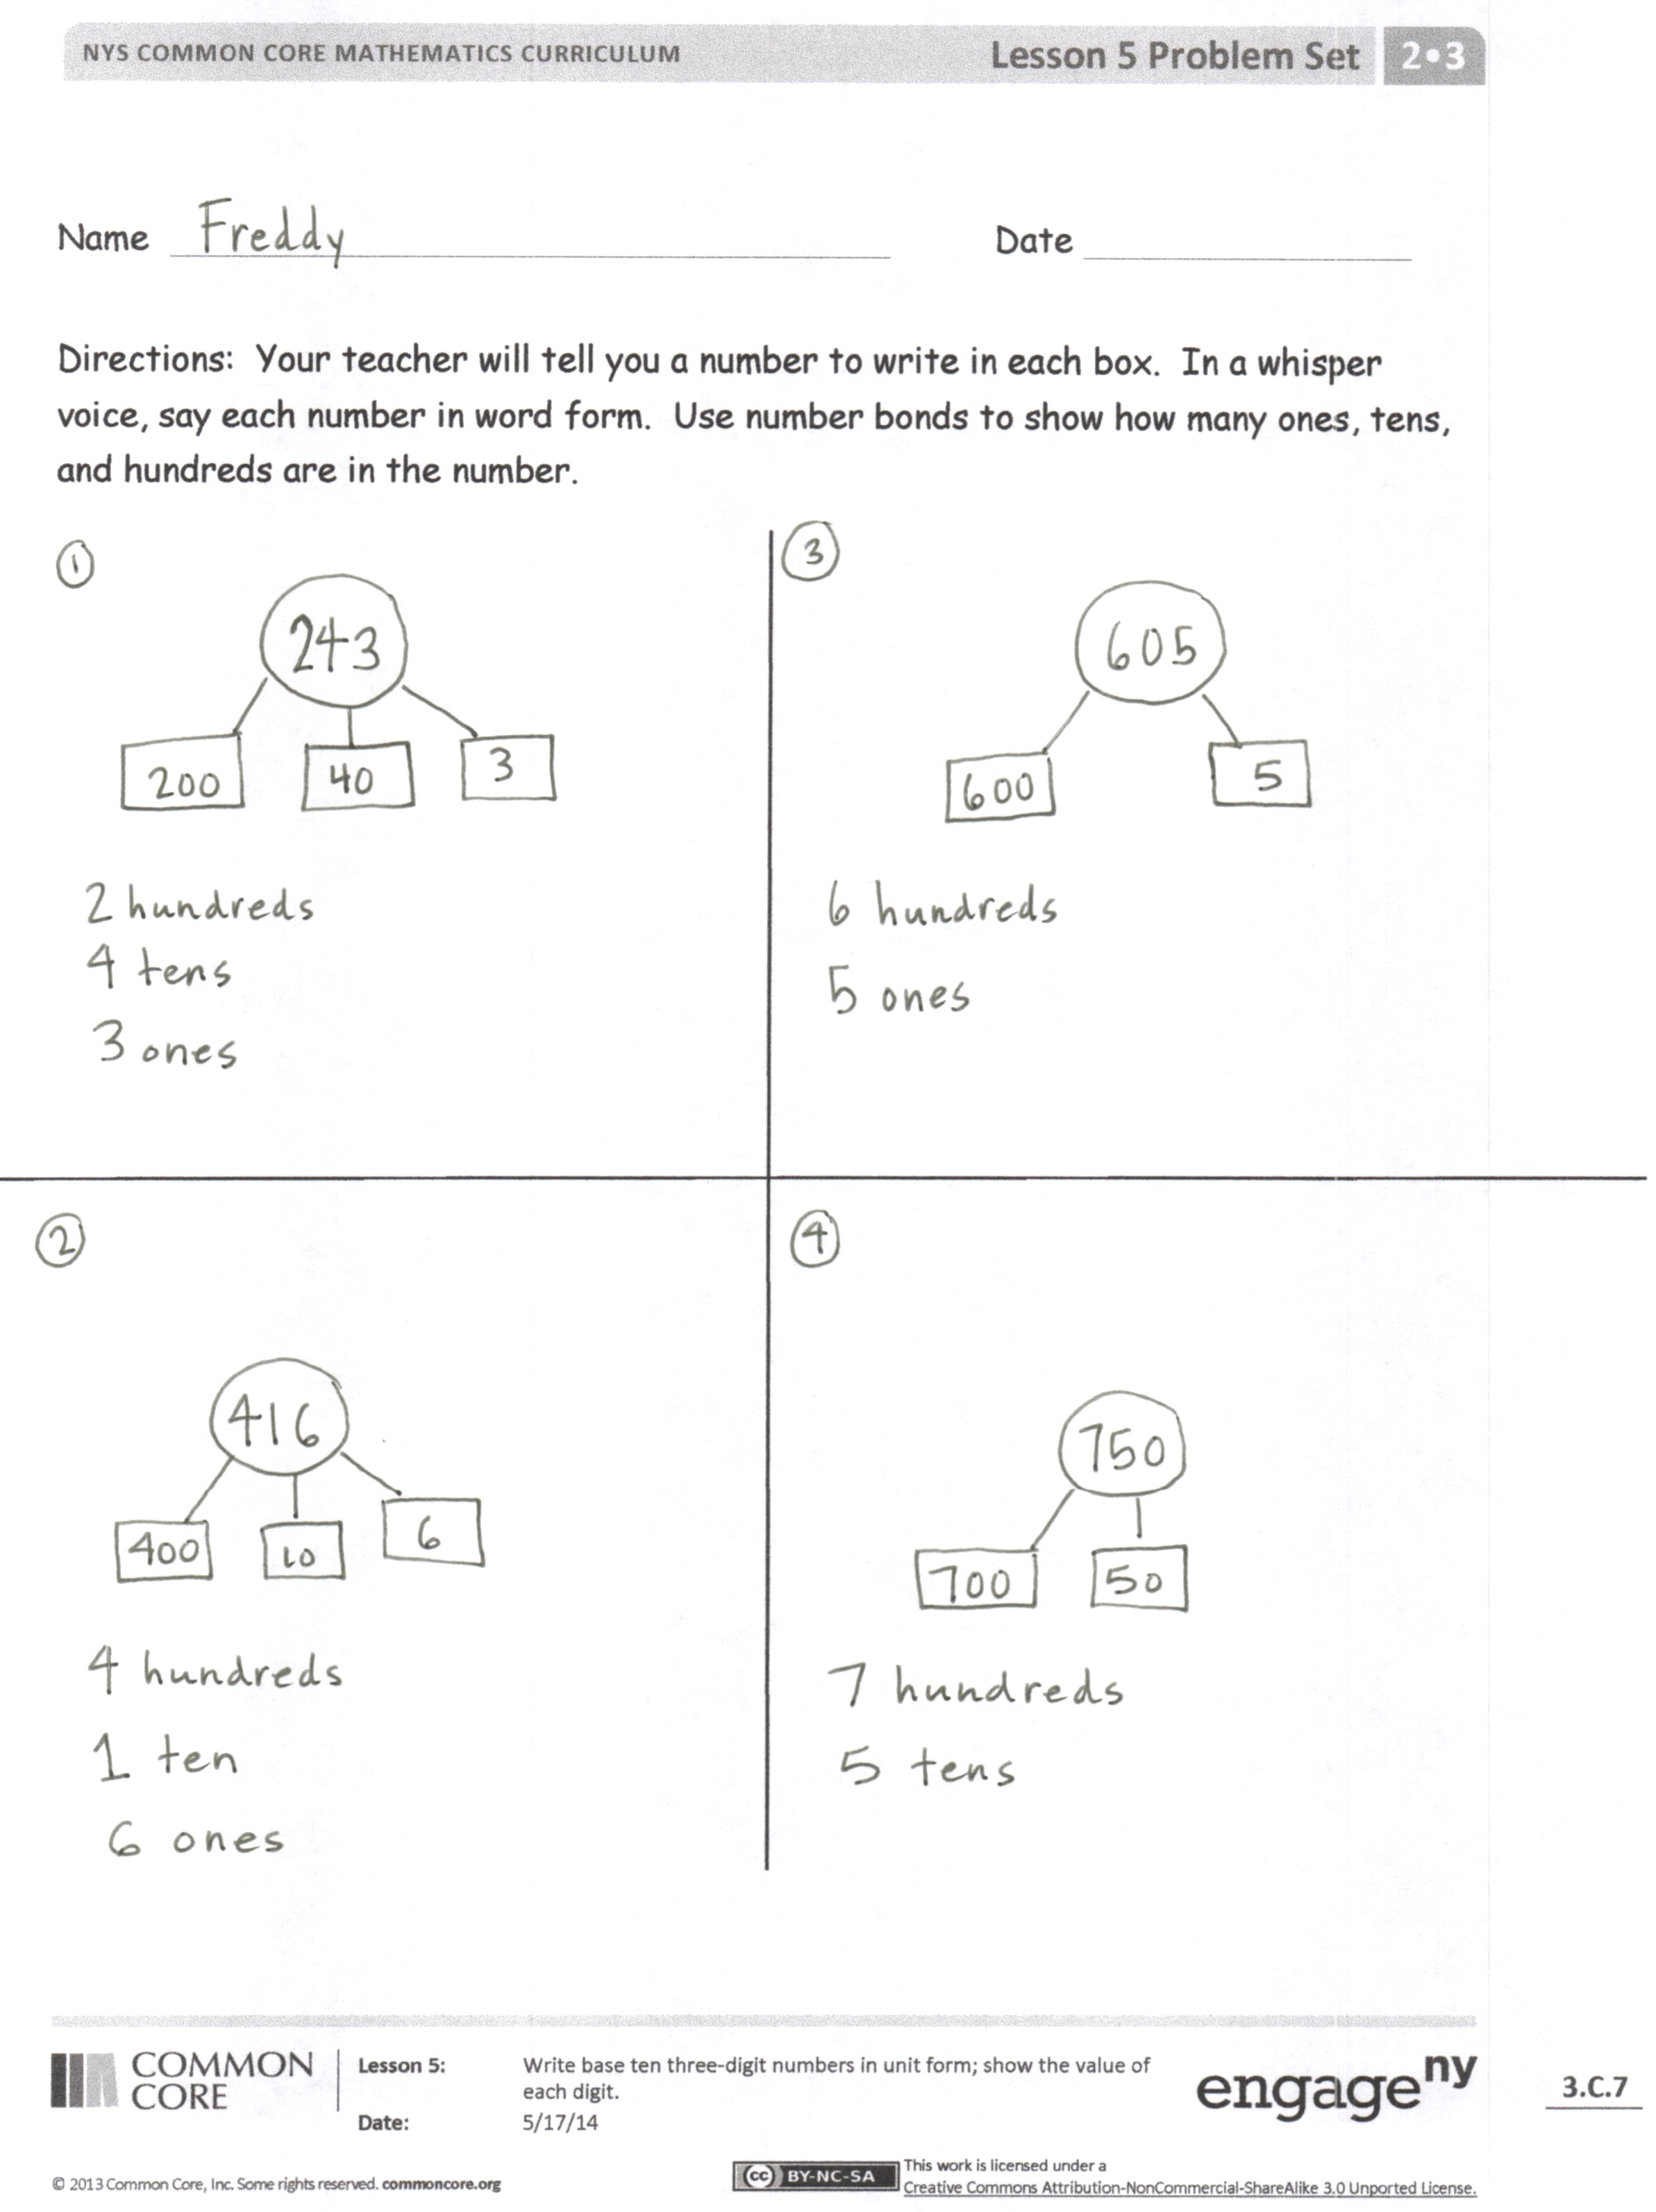 NYS COMMON CORE MATHEMATICS CURRICULUM
Lesson 5 Problem Set
2•3
Name Freddy
Date
Directions: Your teacher will tell you a number to write in each box. In a whisper
voice, say each number in word form. Use number bonds to show how many ones, tens,
and hundreds are in the number.
1
243
200 40 3
2 hundreds
4 tens
3 ones
3
605
600 5
6 hundreds
5 ones
2
416
400 10 6
4 hundreds
1 ten
6 ones
4
750
700 50
7 hundreds
5 tens
COMMON
CORE
Lesson 5:
Write base ten three-digit numbers in unit form; show the value of
each digit.
Date:
5/17/14
engage ny
3.C.7
© 2013 Common Core, Inc. Some rights reserved. commoncore.org
cc BY-NC-SA
This work is licensed under a
Creative Commons Attribution-NonCommercial-ShareAlike 3.0 Unported License.